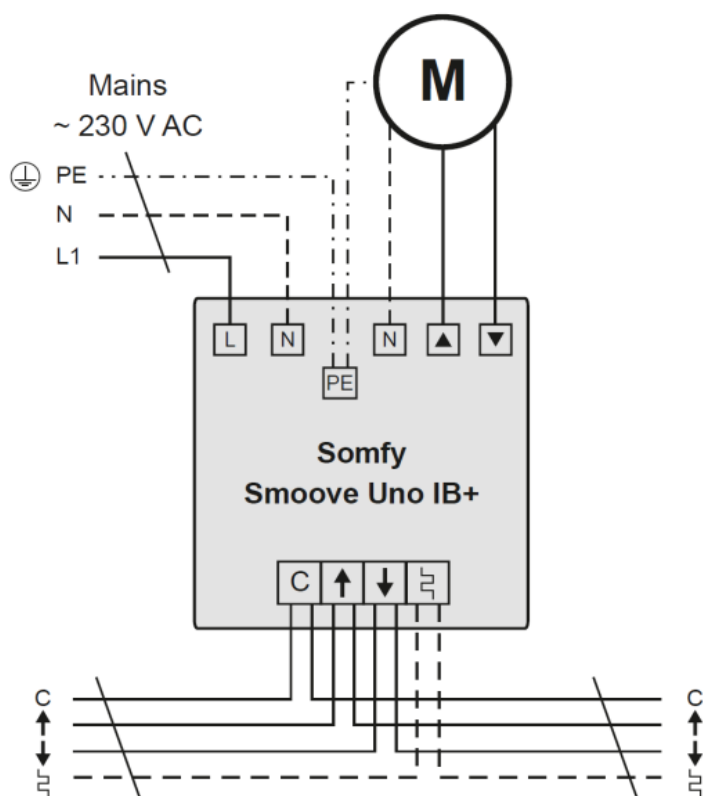 M
Mains
~ 230 V AC
PE
N
L1
L N N ▲ ▼
PE
Somfy
Smoove Uno IB+
C ↑ ↓
C C
↑ ↑
↓ ↓